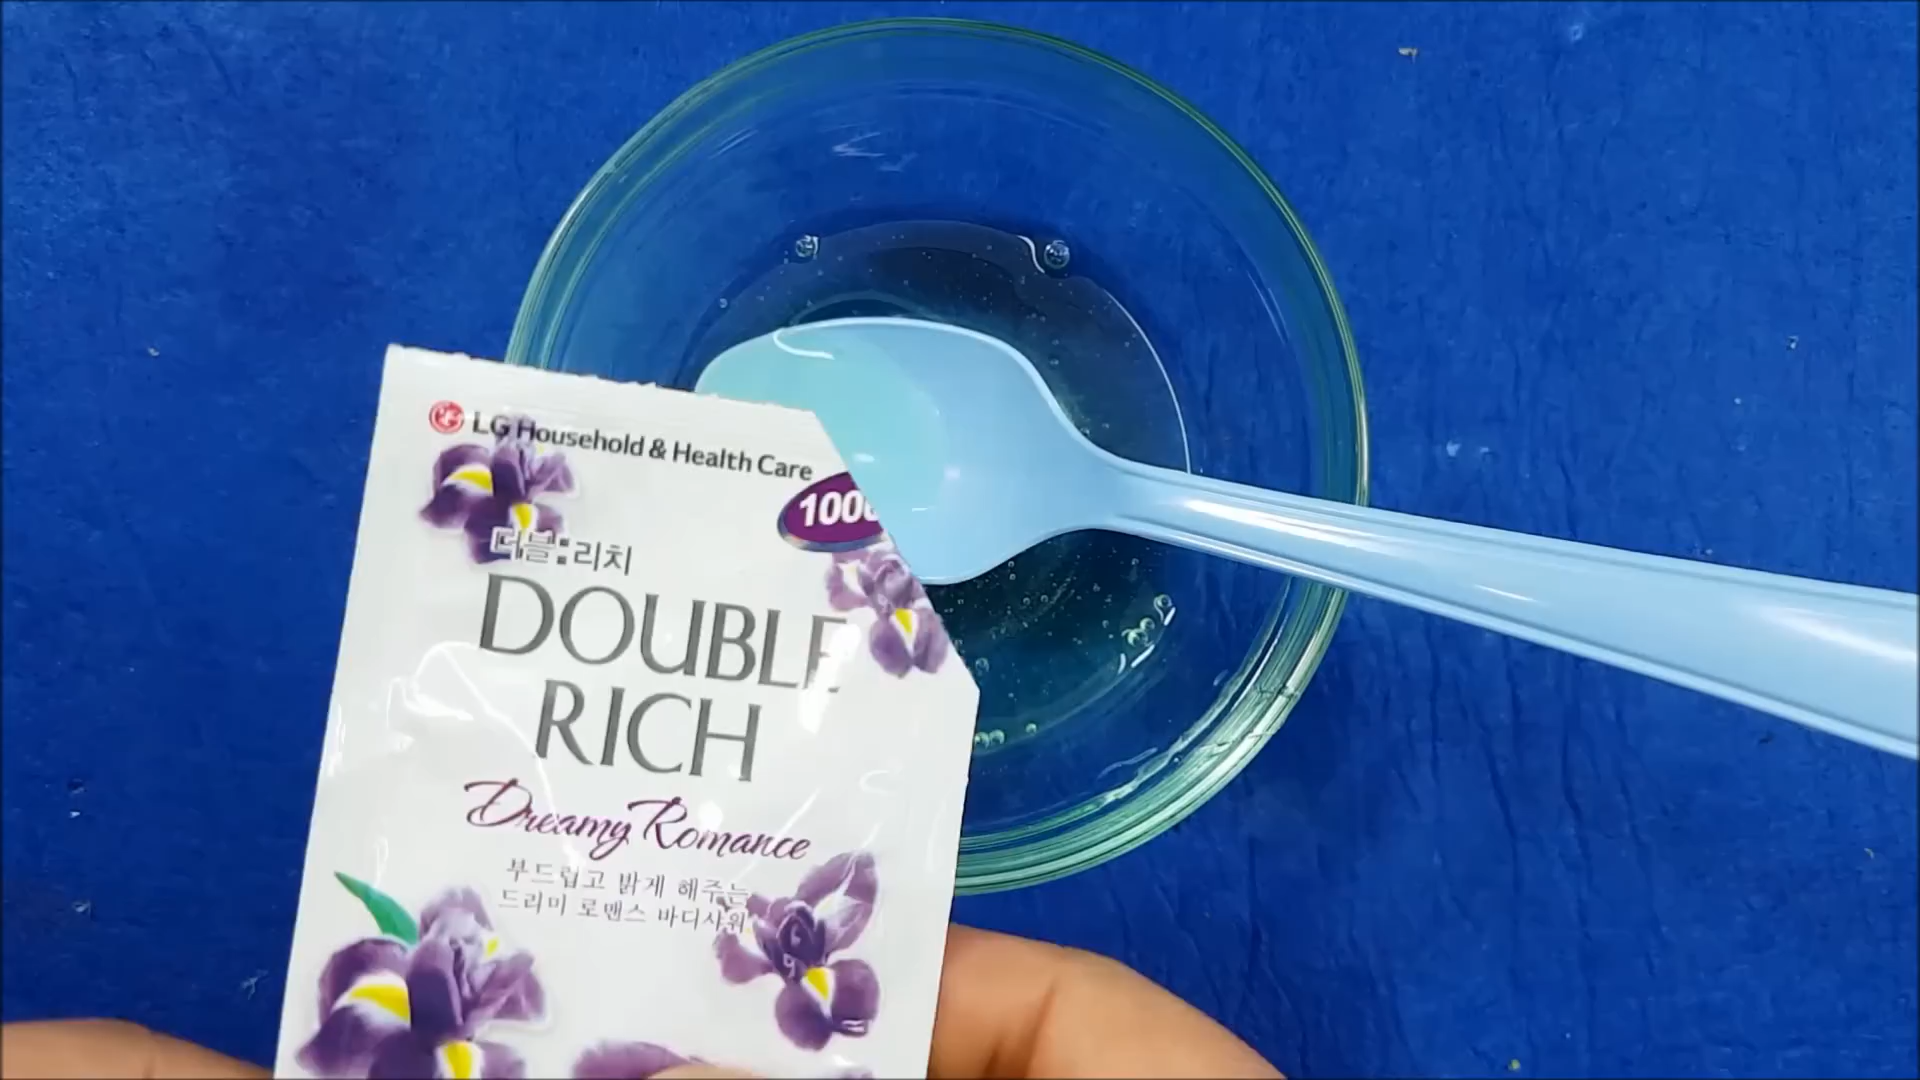 LG Household & Health Care
더블:리치
DOUBLE
RICH
Dreamy Romance
부드럽고 밝게 해주는
드리미 로맨스 바디샤워